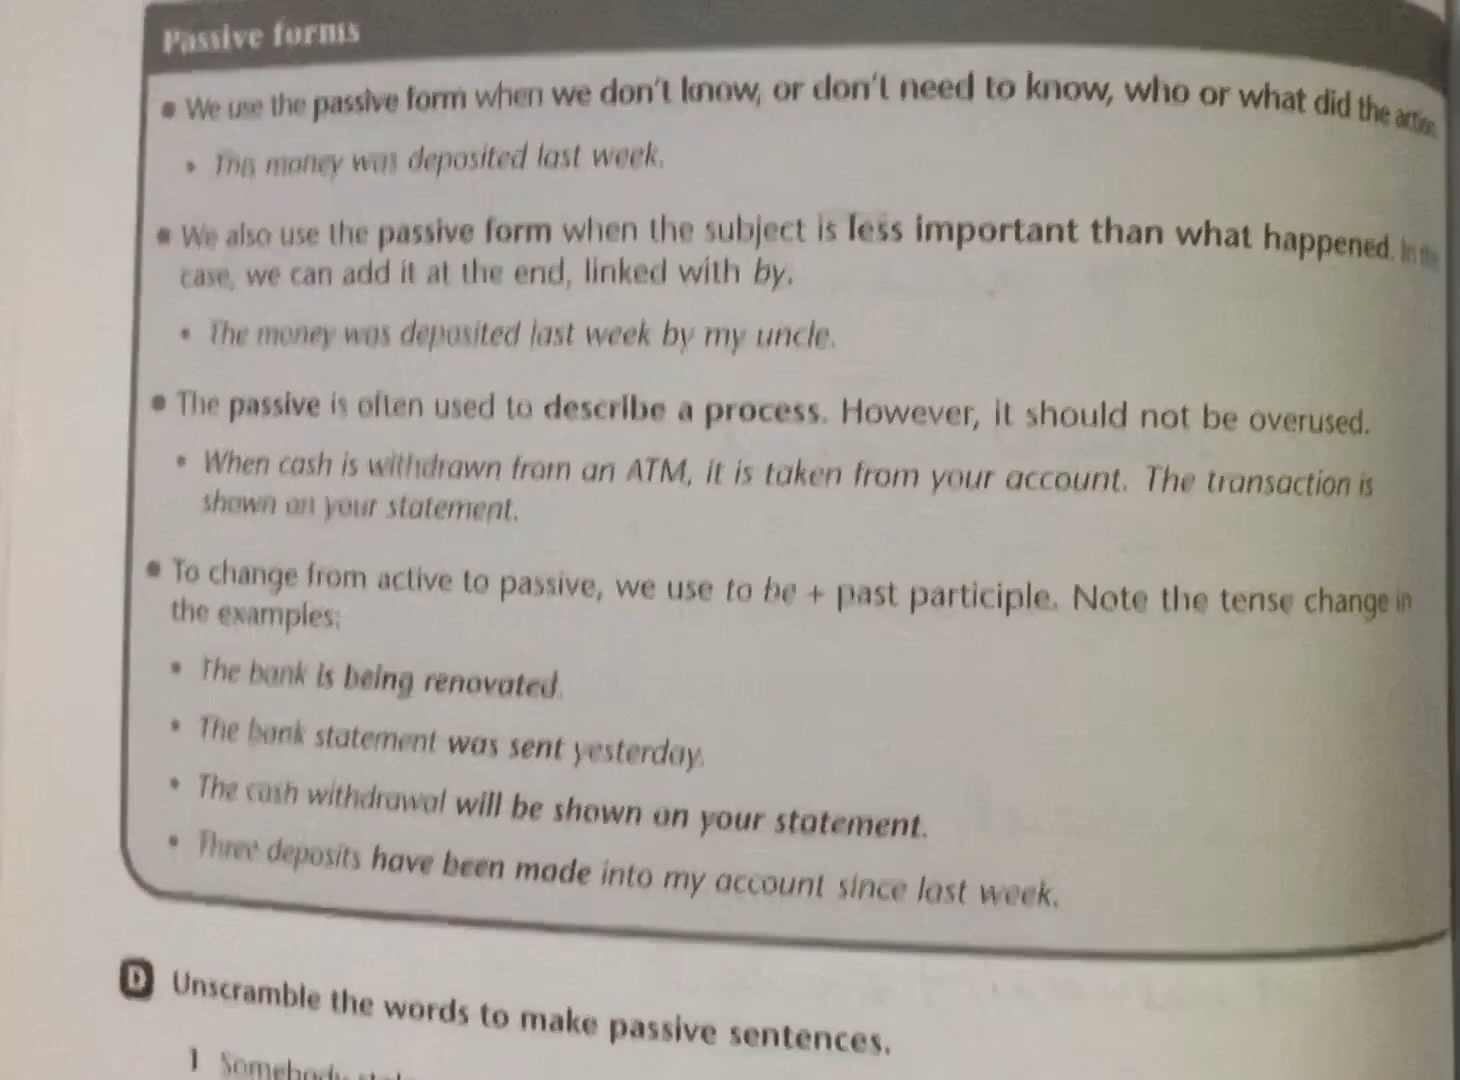 Passive forms
• We use the passive form when we don't know, or don't need to know, who or what did the action
• This money was deposited last week.
• We also use the passive form when the subject is less important than what happened. In
case, we can add it at the end, linked with by.
• The money was deposited last week by my uncle.
• The passive is often used to describe a process. However, it should not be overused.
• When cash is withdrawn from an ATM, it is taken from your account. The transaction is
shown on your statement.
• To change from active to passive, we use to be + past participle. Note the tense change in
the examples:
• The bank is being renovated.
• The bank statement was sent yesterday.
• The cash withdrawal will be shown on your statement.
• Three deposits have been made into my account since last week.
D Unscramble the words to make passive sentences.
1 Somebody